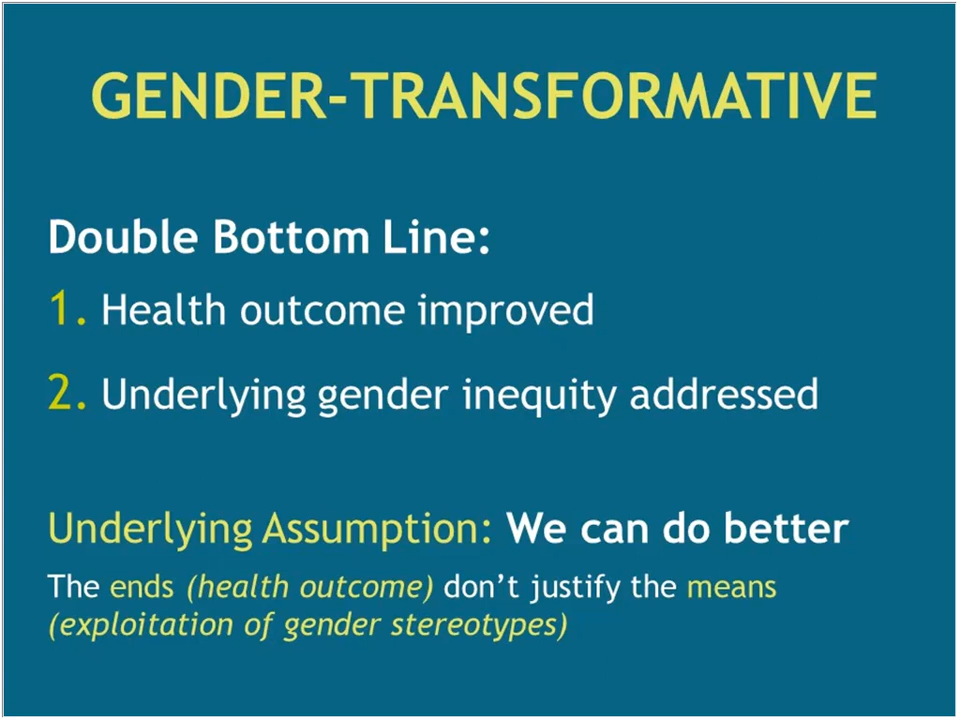 GENDER-TRANSFORMATIVE
Double Bottom Line:
1. Health outcome improved
2. Underlying gender inequity addressed
Underlying Assumption: We can do better
The ends (health outcome) don’t justify the means
(exploitation of gender stereotypes)